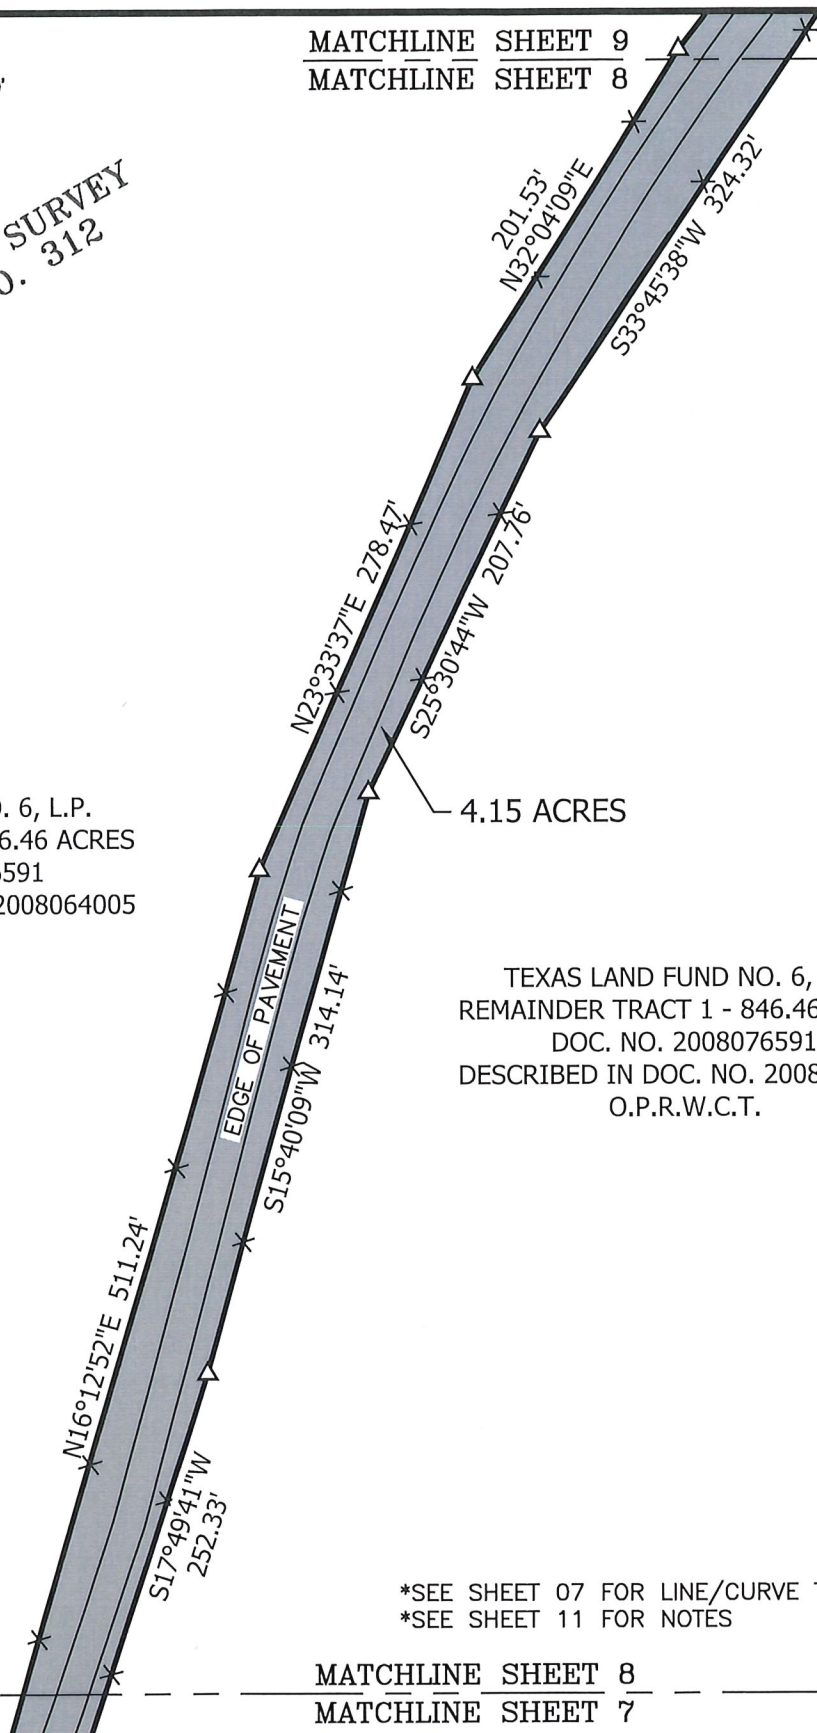 MATCHLINE SHEET 9
MATCHLINE SHEET 8
SURVEY
312
201.53'
N32°04'09"E
S33°45'38"W 324.32'
N23°33'37"E 278.47'
S25°30'44"W 207.76'
4.15 ACRES
6, L.P.
6.46 ACRES
6591
2008064005
EDGE OF PAVEMENT
TEXAS LAND FUND NO. 6,
REMAINDER TRACT 1 - 846.46
DOC. NO. 2008076591
DESCRIBED IN DOC. NO. 2008
O.P.R.W.C.T.
S15°40'09"W 314.14'
N16°12'52"E 511.24'
S17°49'41"W
252.33'
*SEE SHEET 07 FOR LINE/CURVE
*SEE SHEET 11 FOR NOTES
MATCHLINE SHEET 8
MATCHLINE SHEET 7